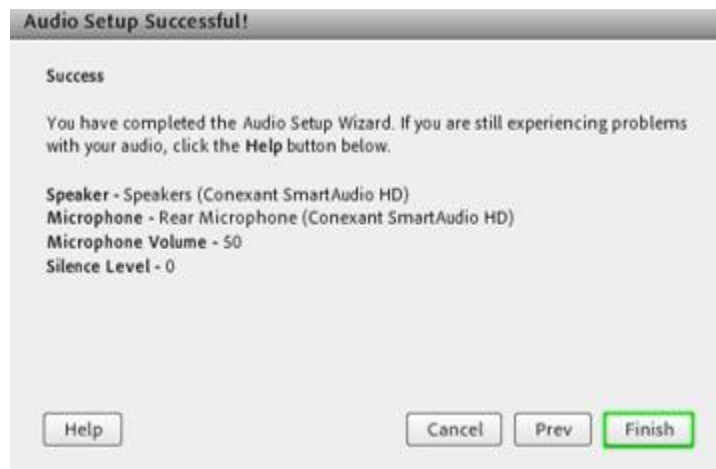 Audio Setup Successful!
Success
You have completed the Audio Setup Wizard. If you are still experiencing problems
with your audio, click the Help button below.
Speaker - Speakers (Conexant SmartAudio HD)
Microphone - Rear Microphone (Conexant SmartAudio HD)
Microphone Volume - 50
Silence Level - 0
Help Cancel Prev Finish